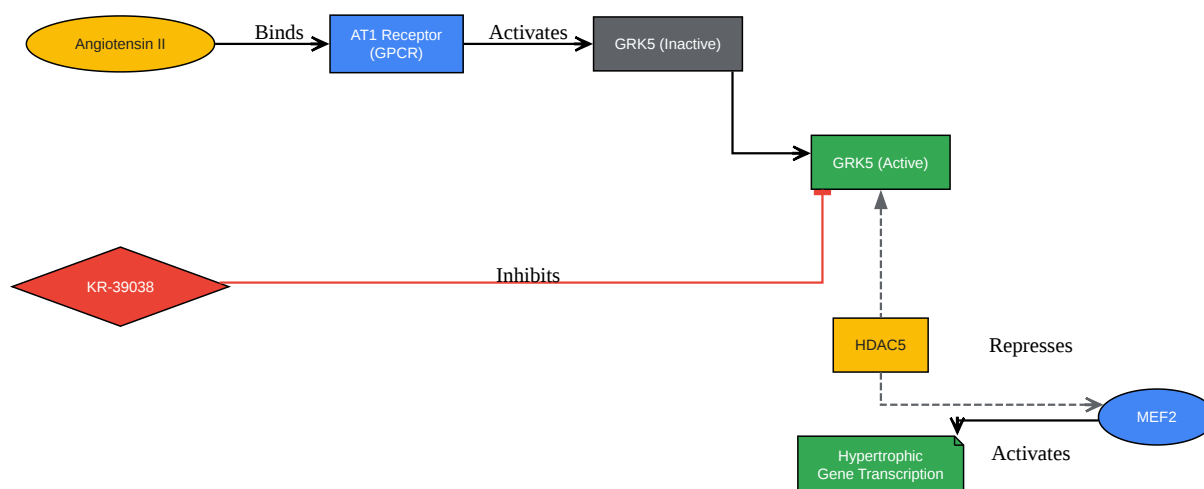 Angiotensin II
Binds
AT1 Receptor
(GPCR)
Activates
GRK5 (Inactive)
GRK5 (Active)
KR-39038
Inhibits
HDAC5
Represses
MEF2
Activates
Hypertrophic
Gene Transcription